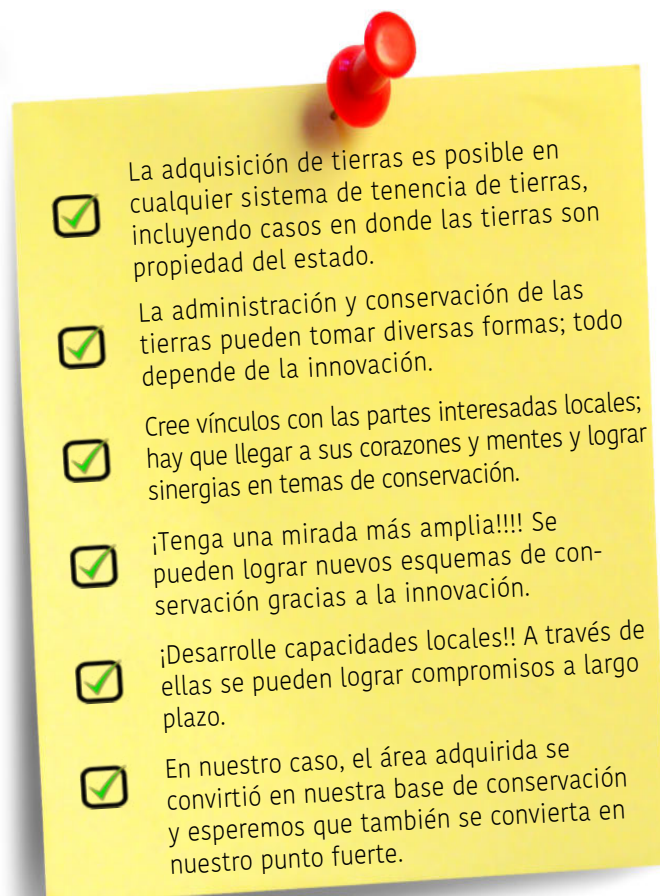 La adquisición de tierras es posible en
cualquier sistema de tenencia de tierras,
incluyendo casos en donde las tierras son
propiedad del estado.
La administración y conservación de las
tierras pueden tomar diversas formas; todo
depende de la innovación.
Cree vínculos con las partes interesadas locales;
hay que llegar a sus corazones y mentes y lograr
sinergias en temas de conservación.
¡Tenga una mirada más amplia!!!! Se
pueden lograr nuevos esquemas de con-
servación gracias a la innovación.
¡Desarrolle capacidades locales!! A través de
ellas se pueden lograr compromisos a largo
plazo.
En nuestro caso, el área adquirida se
convirtió en nuestra base de conservación
y esperemos que también se convierta en
nuestro punto fuerte.